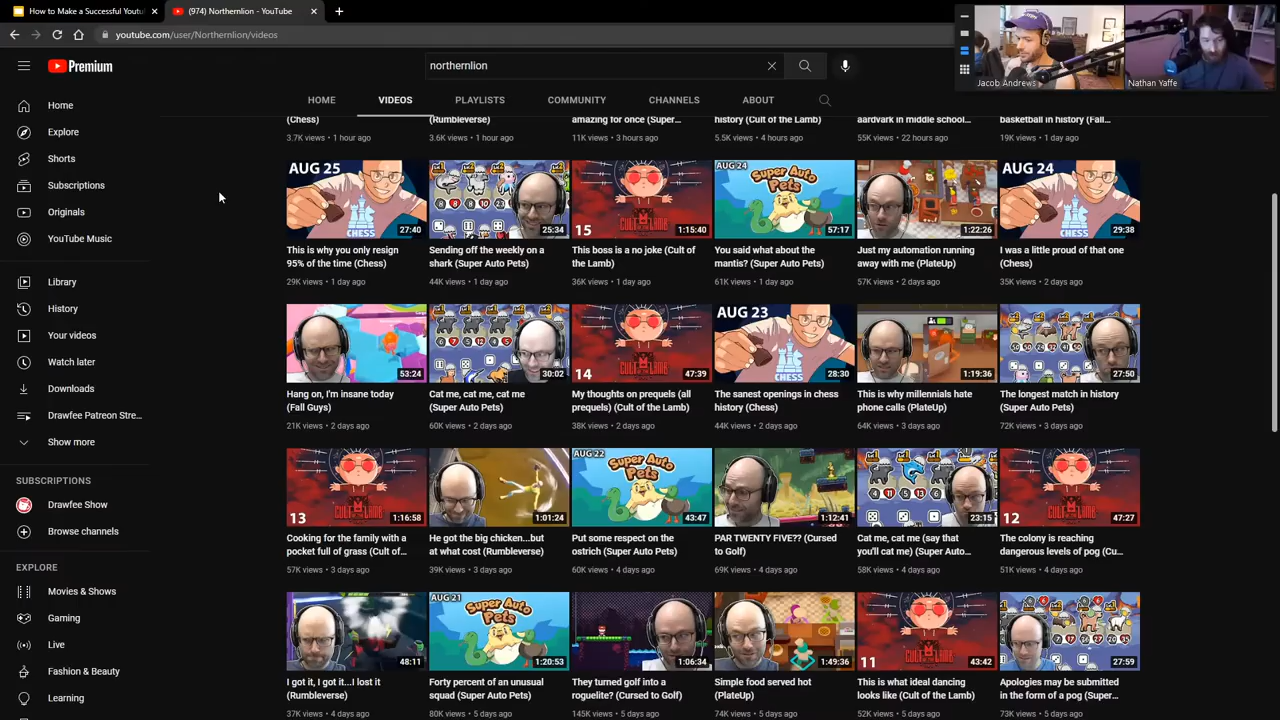 How to Make a Successful Youtu
(974) Northernlion - YouTube
youtube.com/user/Northernlion/videos
Jacob Andrews
Nathan Yaffe
Premium
northernlion
HOME
VIDEOS
PLAYLISTS
COMMUNITY
CHANNELS
ABOUT
Home
Explore
Shorts
Subscriptions
Originals
YouTube Music
Library
History
Your videos
Watch later
Downloads
Drawfee Patreon Stre...
Show more
SUBSCRIPTIONS
Drawfee Show
Browse channels
EXPLORE
Movies & Shows
Gaming
Live
Fashion & Beauty
Learning
(Chess)
3.7K views • 1 hour ago
(Rumbleverse)
3.6K views • 1 hour ago
amazing for once (Super...
11K views • 3 hours ago
history (Cult of the Lamb)
5.5K views • 4 hours ago
aardvark in middle school...
55K views • 22 hours ago
basketball in history (Fall...
19K views • 1 day ago
AUG 25
27:40
This is why you only resign
95% of the time (Chess)
29K views • 1 day ago
25:34
Sending off the weekly on a
shark (Super Auto Pets)
44K views • 1 day ago
15
1:15:40
This boss is a no joke (Cult of
the Lamb)
36K views • 1 day ago
AUG 24
Super Auto
Pets
57:17
You said what about the
mantis? (Super Auto Pets)
61K views • 1 day ago
1:22:26
Just my automation running
away with me (PlateUp)
57K views • 2 days ago
AUG 24
29:38
I was a little proud of that one
(Chess)
35K views • 2 days ago
53:24
Hang on, I'm insane today
(Fall Guys)
21K views • 2 days ago
30:02
Cat me, cat me, cat me
(Super Auto Pets)
60K views • 2 days ago
14
47:39
My thoughts on prequels (all
prequels) (Cult of the Lamb)
38K views • 2 days ago
AUG 23
28:30
The sanest openings in chess
history (Chess)
44K views • 2 days ago
1:19:36
This is why millennials hate
phone calls (PlateUp)
64K views • 3 days ago
27:50
The longest match in history
(Super Auto Pets)
72K views • 3 days ago
13
1:16:58
Cooking for the family with a
pocket full of grass (Cult of...
57K views • 3 days ago
1:01:24
He got the big chicken...but
at what cost (Rumbleverse)
39K views • 3 days ago
AUG 22
Super Auto
Pets
43:47
Put some respect on the
ostrich (Super Auto Pets)
60K views • 4 days ago
1:12:41
PAR TWENTY FIVE?? (Cursed
to Golf)
69K views • 4 days ago
23:15
Cat me, cat me (say that
you'll cat me) (Super Auto...
58K views • 4 days ago
12
47:27
The colony is reaching
dangerous levels of pog (Cu...
51K views • 4 days ago
48:11
I got it, I got it...I lost it
(Rumbleverse)
37K views • 4 days ago
AUG 21
Super Auto
Pets
1:20:53
Forty percent of an unusual
squad (Super Auto Pets)
80K views • 5 days ago
1:06:34
They turned golf into a
roguelite? (Cursed to Golf)
145K views • 5 days ago
1:49:36
Simple food served hot
(PlateUp)
74K views • 5 days ago
11
43:42
This is what ideal dancing
looks like (Cult of the Lamb)
52K views • 5 days ago
27:59
Apologies may be submitted
in the form of a pog (Super...
73K views • 5 days ago